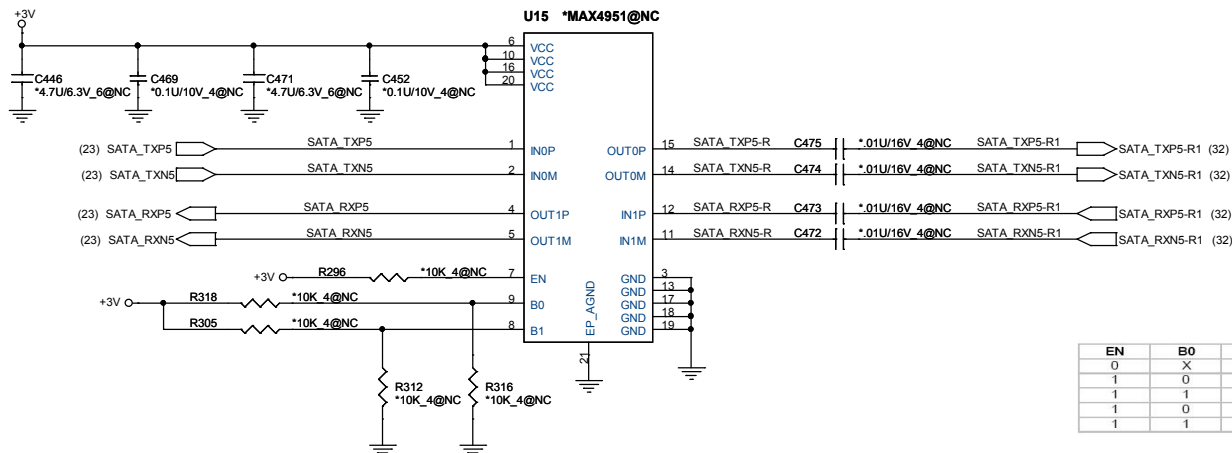 +3V
U15 *MAX4951@NC
C446
*4.7U/6.3V_6@NC
C469
*0.1U/10V_4@NC
C471
*4.7U/6.3V_6@NC
C452
*0.1U/10V_4@NC
6 VCC
10 VCC
16 VCC
20 VCC
(23) SATA_TXP5 SATA_TXP5 1 IN0P OUT0P 15 SATA_TXP5-R C475 *.01U/16V_4@NC SATA_TXP5-R1 SATA_TXP5-R1 (32)
(23) SATA_TXN5 SATA_TXN5 2 IN0M OUT0M 14 SATA_TXN5-R C474 *.01U/16V_4@NC SATA_TXN5-R1 SATA_TXN5-R1 (32)
(23) SATA_RXP5 SATA_RXP5 4 OUT1P IN1P 12 SATA_RXP5-R C473 *.01U/16V_4@NC SATA_RXP5-R1 SATA_RXP5-R1 (32)
(23) SATA_RXN5 SATA_RXN5 5 OUT1M IN1M 11 SATA_RXN5-R C472 *.01U/16V_4@NC SATA_RXN5-R1 SATA_RXN5-R1 (32)
+3V R296 *10K_4@NC 7 EN GND 3
GND 13
+3V R318 *10K_4@NC 9 B0 GND 17
GND 18
R305 *10K_4@NC 8 B1 GND 19
EP_AGND
21
R312
*10K_4@NC
R316
*10K_4@NC
EN B0
0 X
1 0
1 1
1 0
1 1